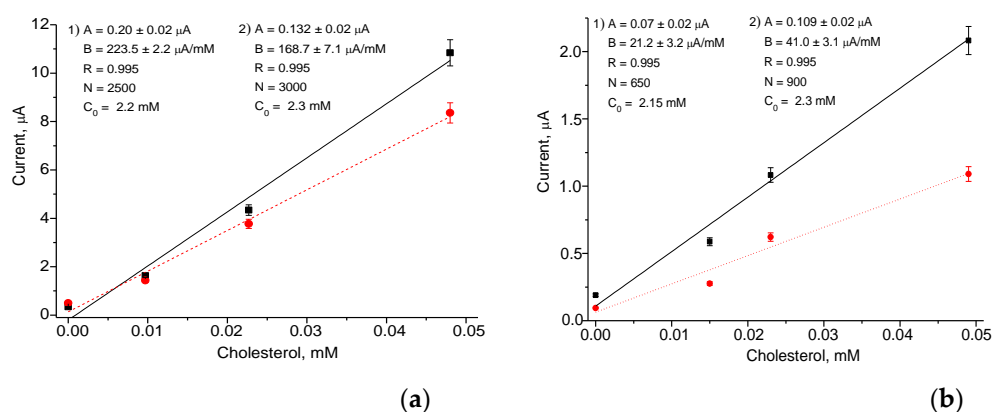 1) A = 0.20 ± 0.02 μA
B = 223.5 ± 2.2 μA/mM
R = 0.995
N = 2500
C₀ = 2.2 mM
2) A = 0.132 ± 0.02 μA
B = 168.7 ± 7.1 μA/mM
R = 0.995
N = 3000
C₀ = 2.3 mM
Current, μA
12
10
8
6
4
2
0
0.00 0.01 0.02 0.03 0.04 0.05
Cholesterol, mM
(a)
1) A = 0.07 ± 0.02 μA
B = 21.2 ± 3.2 μA/mM
R = 0.995
N = 650
C₀ = 2.15 mM
2) A = 0.109 ± 0.02 μA
B = 41.0 ± 3.1 μA/mM
R = 0.995
N = 900
C₀ = 2.3 mM
Current, μA
2.0
1.5
1.0
0.5
0.0
0.00 0.01 0.02 0.03 0.04 0.05
Cholesterol, mM
(b)